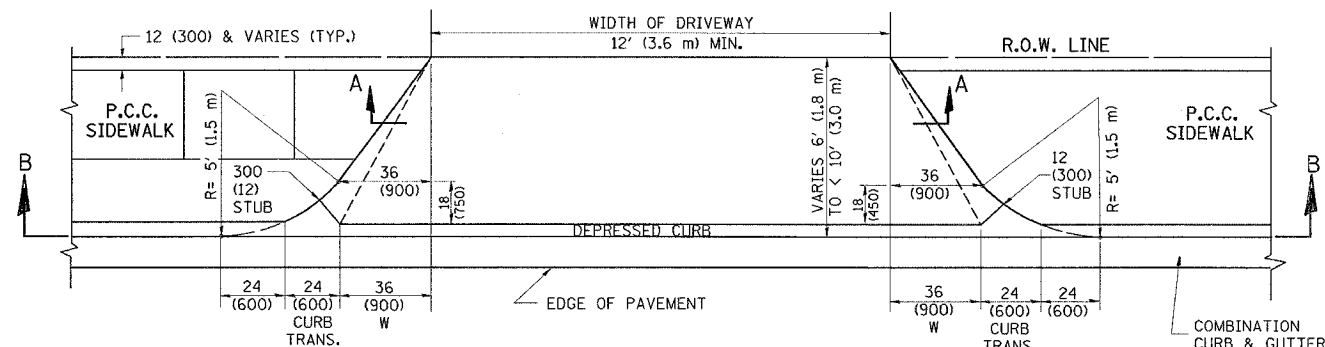 WIDTH OF DRIVEWAY
12' (3.6 m) MIN.
12 (300) & VARIES (TYP.)
R.O.W. LINE
A
A
P.C.C.
SIDEWALK
P.C.C.
SIDEWALK
B
B
R= 5' (1.5 m)
300
(12)
STUB
36
(900)
18
(750)
VARIES 6' (1.8 m)
TO < 10' (3.0 m)
36
(900)
18
(450)
12
(300)
STUB
R= 5' (1.5 m)
DEPRESSED CURB
24
(600)
24
(600)
CURB
TRANS.
36
(900)
W
EDGE OF PAVEMENT
36
(900)
W
24
(600)
CURB
TRANS
24
(600)
COMBINATION
CURB & GUTTER